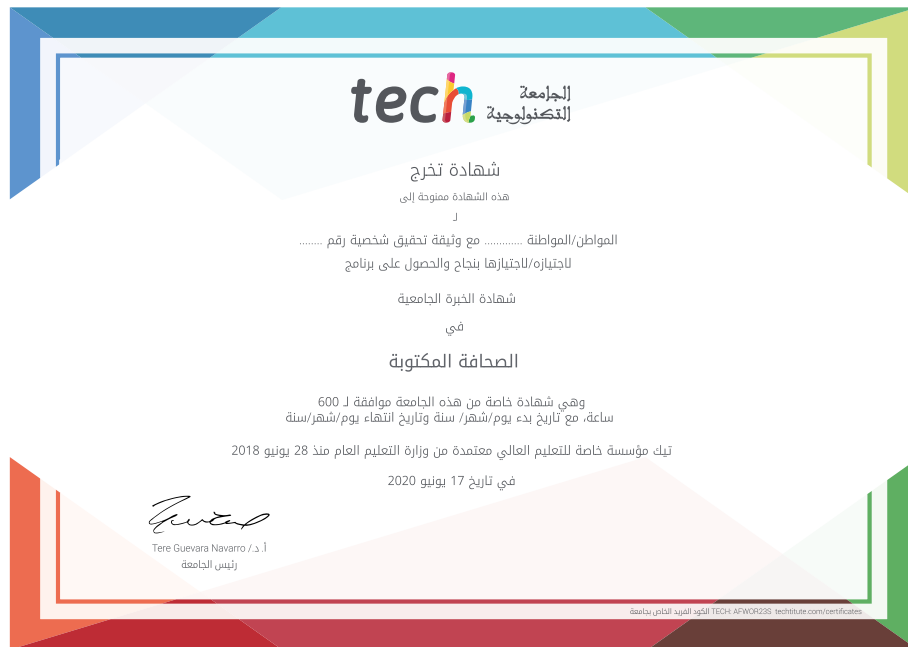 tech الجامعة
التكنولوجية
شهادة تخرج
هذه الشهادة ممنوحة إلى
لـ
المواطن/المواطنة ............ مع وثيقة تحقيق شخصية رقم ........
لاجتيازه/لاجتيازها بنجاح والحصول على برنامج
شهادة الخبرة الجامعية
في
الصحافة المكتوبة
وهي شهادة خاصة من هذه الجامعة موافقة لـ 600
ساعة، مع تاريخ بدء يوم/شهر/ سنة وتاريخ انتهاء يوم/شهر/سنة
تيك مؤسسة خاصة للتعليم العالي معتمدة من وزارة التعليم العام منذ 28 يونيو 2018
في تاريخ 17 يونيو 2020
أ.د./ Tere Guevara Navarro
رئيس الجامعة
الكود الفريد الخاص بجامعة TECH: AFWOR23S techtitute.com/certificates